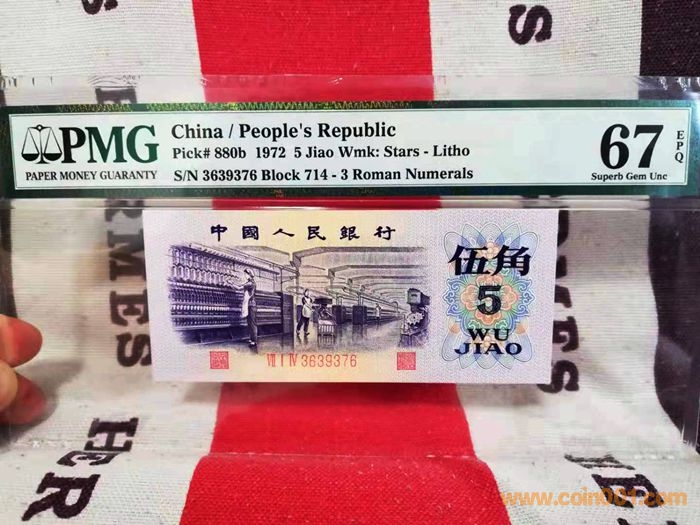 PMG
PAPER MONEY GUARANTY
China / People's Republic
Pick# 880b 1972 5 Jiao Wmk: Stars - Litho
S/N 3639376 Block 714 - 3 Roman Numerals
67
EPQ
Superb Gem Unc
中國人民銀行
伍角
5
WU
JIAO
VII I IV 3639376
HERMES
HER
www.coin001.com